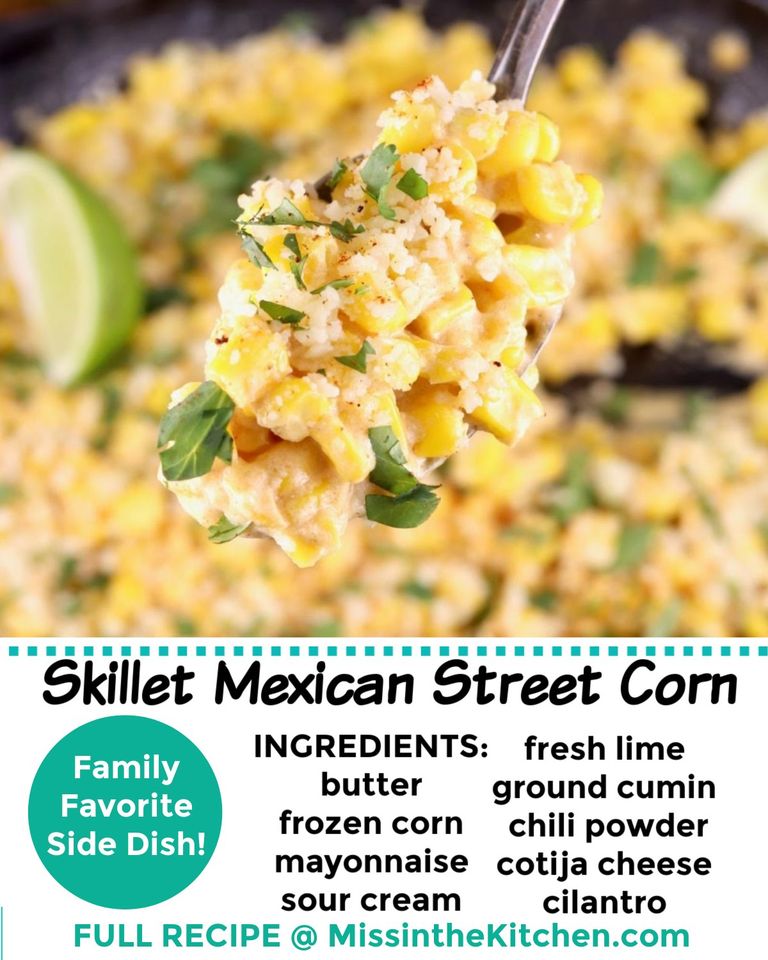 Skillet Mexican Street Corn
Family
Favorite
Side Dish!
INGREDIENTS:
butter
frozen corn
mayonnaise
sour cream
fresh lime
ground cumin
chili powder
cotija cheese
cilantro
FULL RECIPE @ MissintheKitchen.com